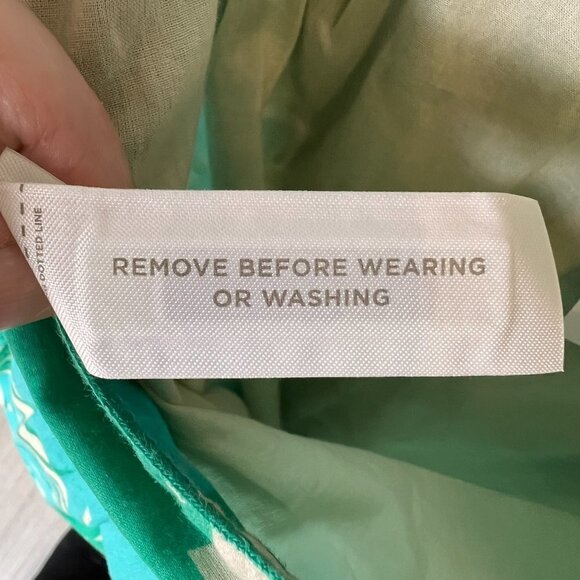 REMOVE BEFORE WEARING
OR WASHING
DOTTED LINE